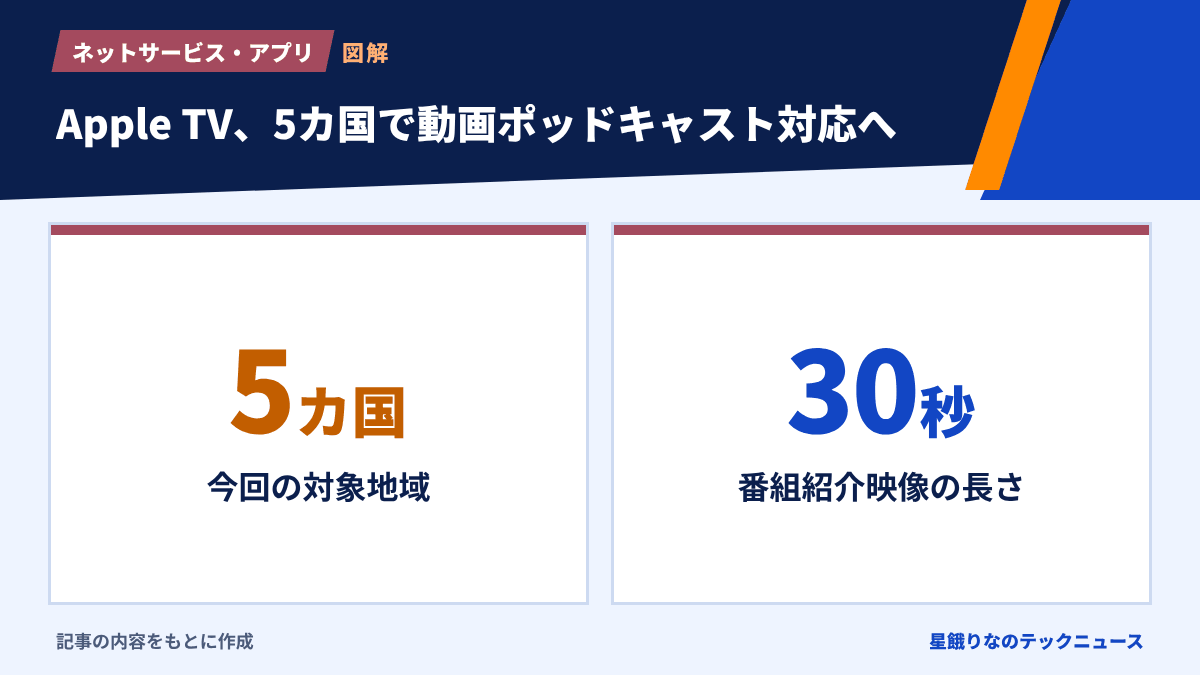 ネットサービス・アプリ 図解
Apple TV、5カ国で動画ポッドキャスト対応へ
5カ国
今回の対象地域
30秒
番組紹介映像の長さ
記事の内容をもとに作成
星餓りなのテックニュース